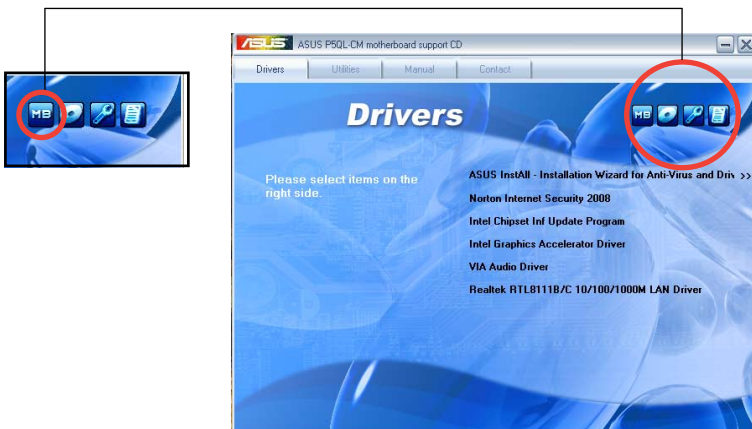 ASUS ASUS P5QL-CM motherboard support CD
Drivers Utilities Manual Contact
MB
Drivers
MB
Please select items on the
right side.
ASUS InstAll - Installation Wizard for Anti-Virus and Driv >>
Norton Internet Security 2008
Intel Chipset Inf Update Program
Intel Graphics Accelerator Driver
VIA Audio Driver
Realtek RTL8111B/C 10/100/1000M LAN Driver